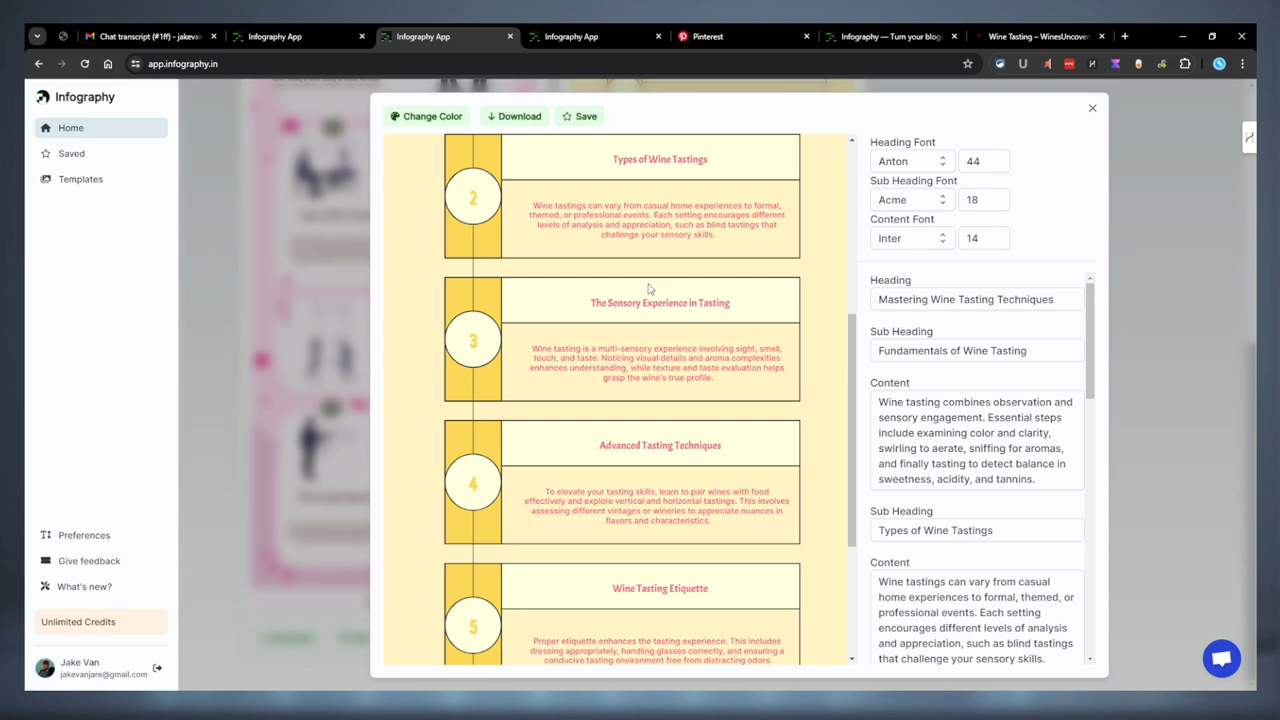 Chat transcript (#1ff) - jakev
Infography App
Infography App
Infography App
Pinterest
Infography — Turn your blog
Wine Tasting – WinesUncov
app.infography.in
Infography
Home
Saved
Templates
Preferences
Give feedback
What's new?
Unlimited Credits
Jake Van
jakevanjare@gmail.com
Change Color
Download
Save
2
Types of Wine Tastings
Wine tastings can vary from casual home experiences to formal,
themed, or professional events. Each setting encourages different
levels of analysis and appreciation, such as blind tastings that
challenge your sensory skills.
3
The Sensory Experience in Tasting
Wine tasting is a multi-sensory experience involving sight, smell,
touch, and taste. Noticing visual details and aroma complexities
enhances understanding, while texture and taste evaluation helps
grasp the wine's true profile.
4
Advanced Tasting Techniques
To elevate your tasting skills, learn to pair wines with food
effectively and explore vertical and horizontal tastings. This involves
assessing different vintages or wineries to appreciate nuances in
flavors and characteristics.
5
Wine Tasting Etiquette
Proper etiquette enhances the tasting experience. This includes
dressing appropriately, handling glasses correctly, and ensuring a
conducive tasting environment free from distracting odors.
Heading Font
Anton 44
Sub Heading Font
Acme 18
Content Font
Inter 14
Heading
Mastering Wine Tasting Techniques
Sub Heading
Fundamentals of Wine Tasting
Content
Wine tasting combines observation and
sensory engagement. Essential steps
include examining color and clarity,
swirling to aerate, sniffing for aromas,
and finally tasting to detect balance in
sweetness, acidity, and tannins.
Sub Heading
Types of Wine Tastings
Content
Wine tastings can vary from casual
home experiences to formal, themed, or
professional events. Each setting
encourages different levels of analysis
and appreciation, such as blind tastings
that challenge your sensory skills.